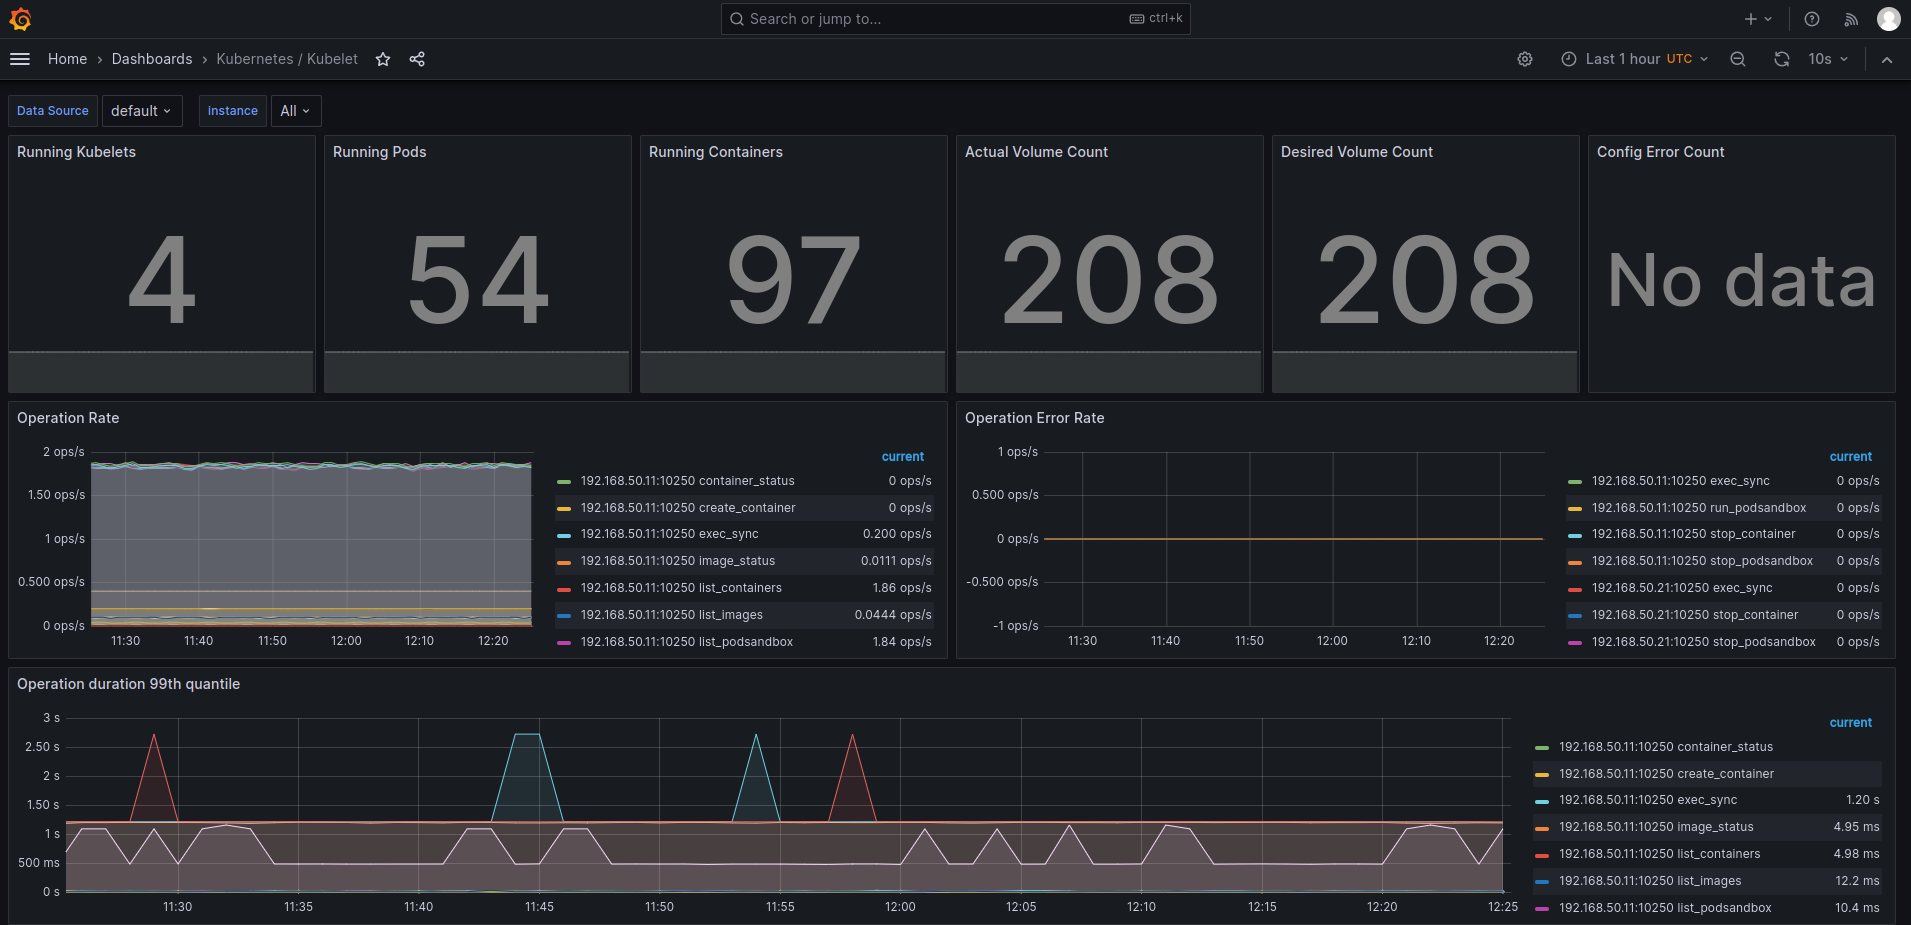 Search or jump to... ctrl+k
Home › Dashboards › Kubernetes / Kubelet Last 1 hour UTC 10s
Data Source default instance All
Running Kubelets
4
Running Pods
54
Running Containers
97
Actual Volume Count
208
Desired Volume Count
208
Config Error Count
No data
Operation Rate
2 ops/s
1.50 ops/s
1 ops/s
0.500 ops/s
0 ops/s
11:30 11:40 11:50 12:00 12:10 12:20
current
192.168.50.11:10250 container_status 0 ops/s
192.168.50.11:10250 create_container 0 ops/s
192.168.50.11:10250 exec_sync 0.200 ops/s
192.168.50.11:10250 image_status 0.0111 ops/s
192.168.50.11:10250 list_containers 1.86 ops/s
192.168.50.11:10250 list_images 0.0444 ops/s
192.168.50.11:10250 list_podsandbox 1.84 ops/s
Operation Error Rate
1 ops/s
0.500 ops/s
0 ops/s
-0.500 ops/s
-1 ops/s
11:30 11:40 11:50 12:00 12:10 12:20
current
192.168.50.11:10250 exec_sync 0 ops/s
192.168.50.11:10250 run_podsandbox 0 ops/s
192.168.50.11:10250 stop_container 0 ops/s
192.168.50.11:10250 stop_podsandbox 0 ops/s
192.168.50.21:10250 exec_sync 0 ops/s
192.168.50.21:10250 stop_container 0 ops/s
192.168.50.21:10250 stop_podsandbox 0 ops/s
Operation duration 99th quantile
3 s
2.50 s
2 s
1.50 s
1 s
500 ms
0 s
11:30 11:35 11:40 11:45 11:50 11:55 12:00 12:05 12:10 12:15 12:20 12:25
current
192.168.50.11:10250 container_status
192.168.50.11:10250 create_container
192.168.50.11:10250 exec_sync 1.20 s
192.168.50.11:10250 image_status 4.95 ms
192.168.50.11:10250 list_containers 4.98 ms
192.168.50.11:10250 list_images 12.2 ms
192.168.50.11:10250 list_podsandbox 10.4 ms